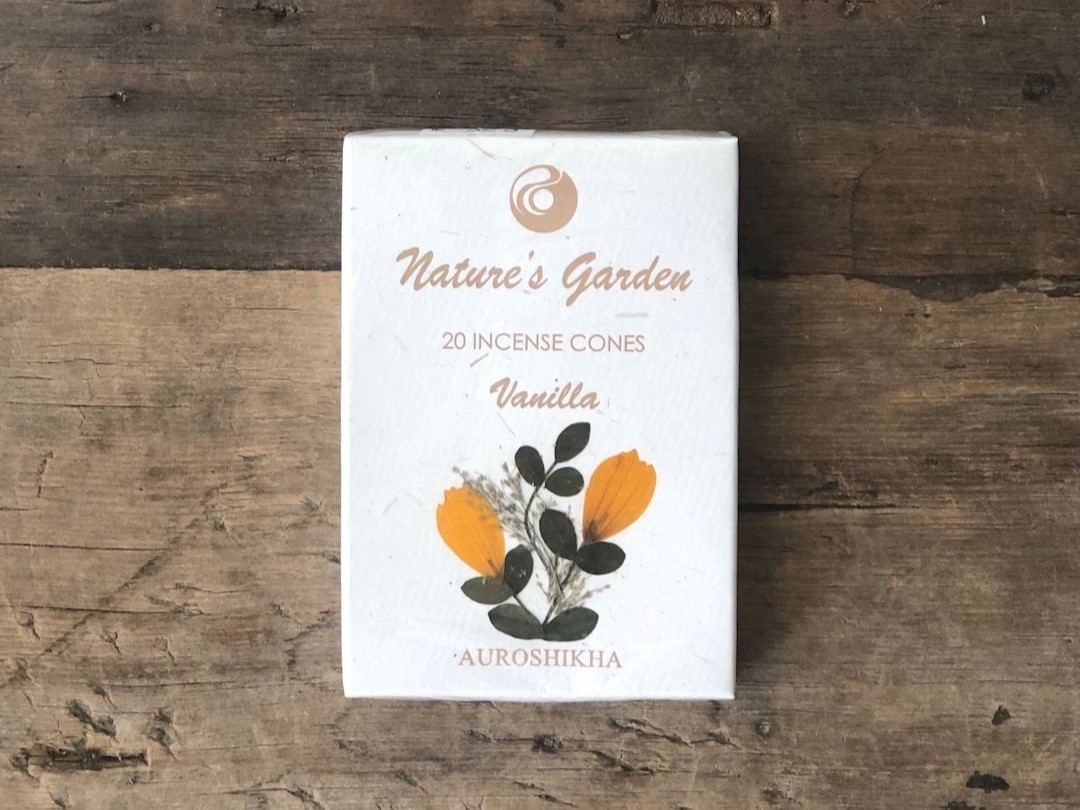 Nature's Garden
20 INCENSE CONES
Vanilla
AUROSHIKHA